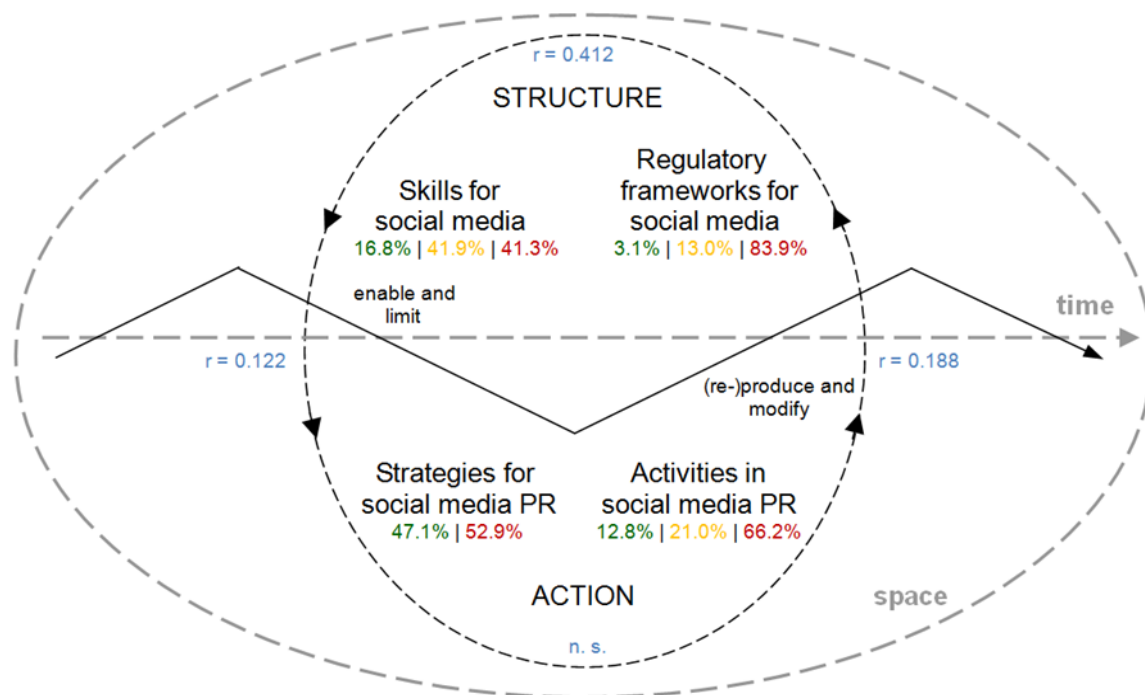 r = 0.412
STRUCTURE
Skills for
social media
16.8% | 41.9% | 41.3%
Regulatory
frameworks for
social media
3.1% | 13.0% | 83.9%
enable and
limit
time
r = 0.122
r = 0.188
(re-)produce and
modify
Strategies for
social media PR
47.1% | 52.9%
Activities in
social media PR
12.8% | 21.0% | 66.2%
ACTION
space
n. s.